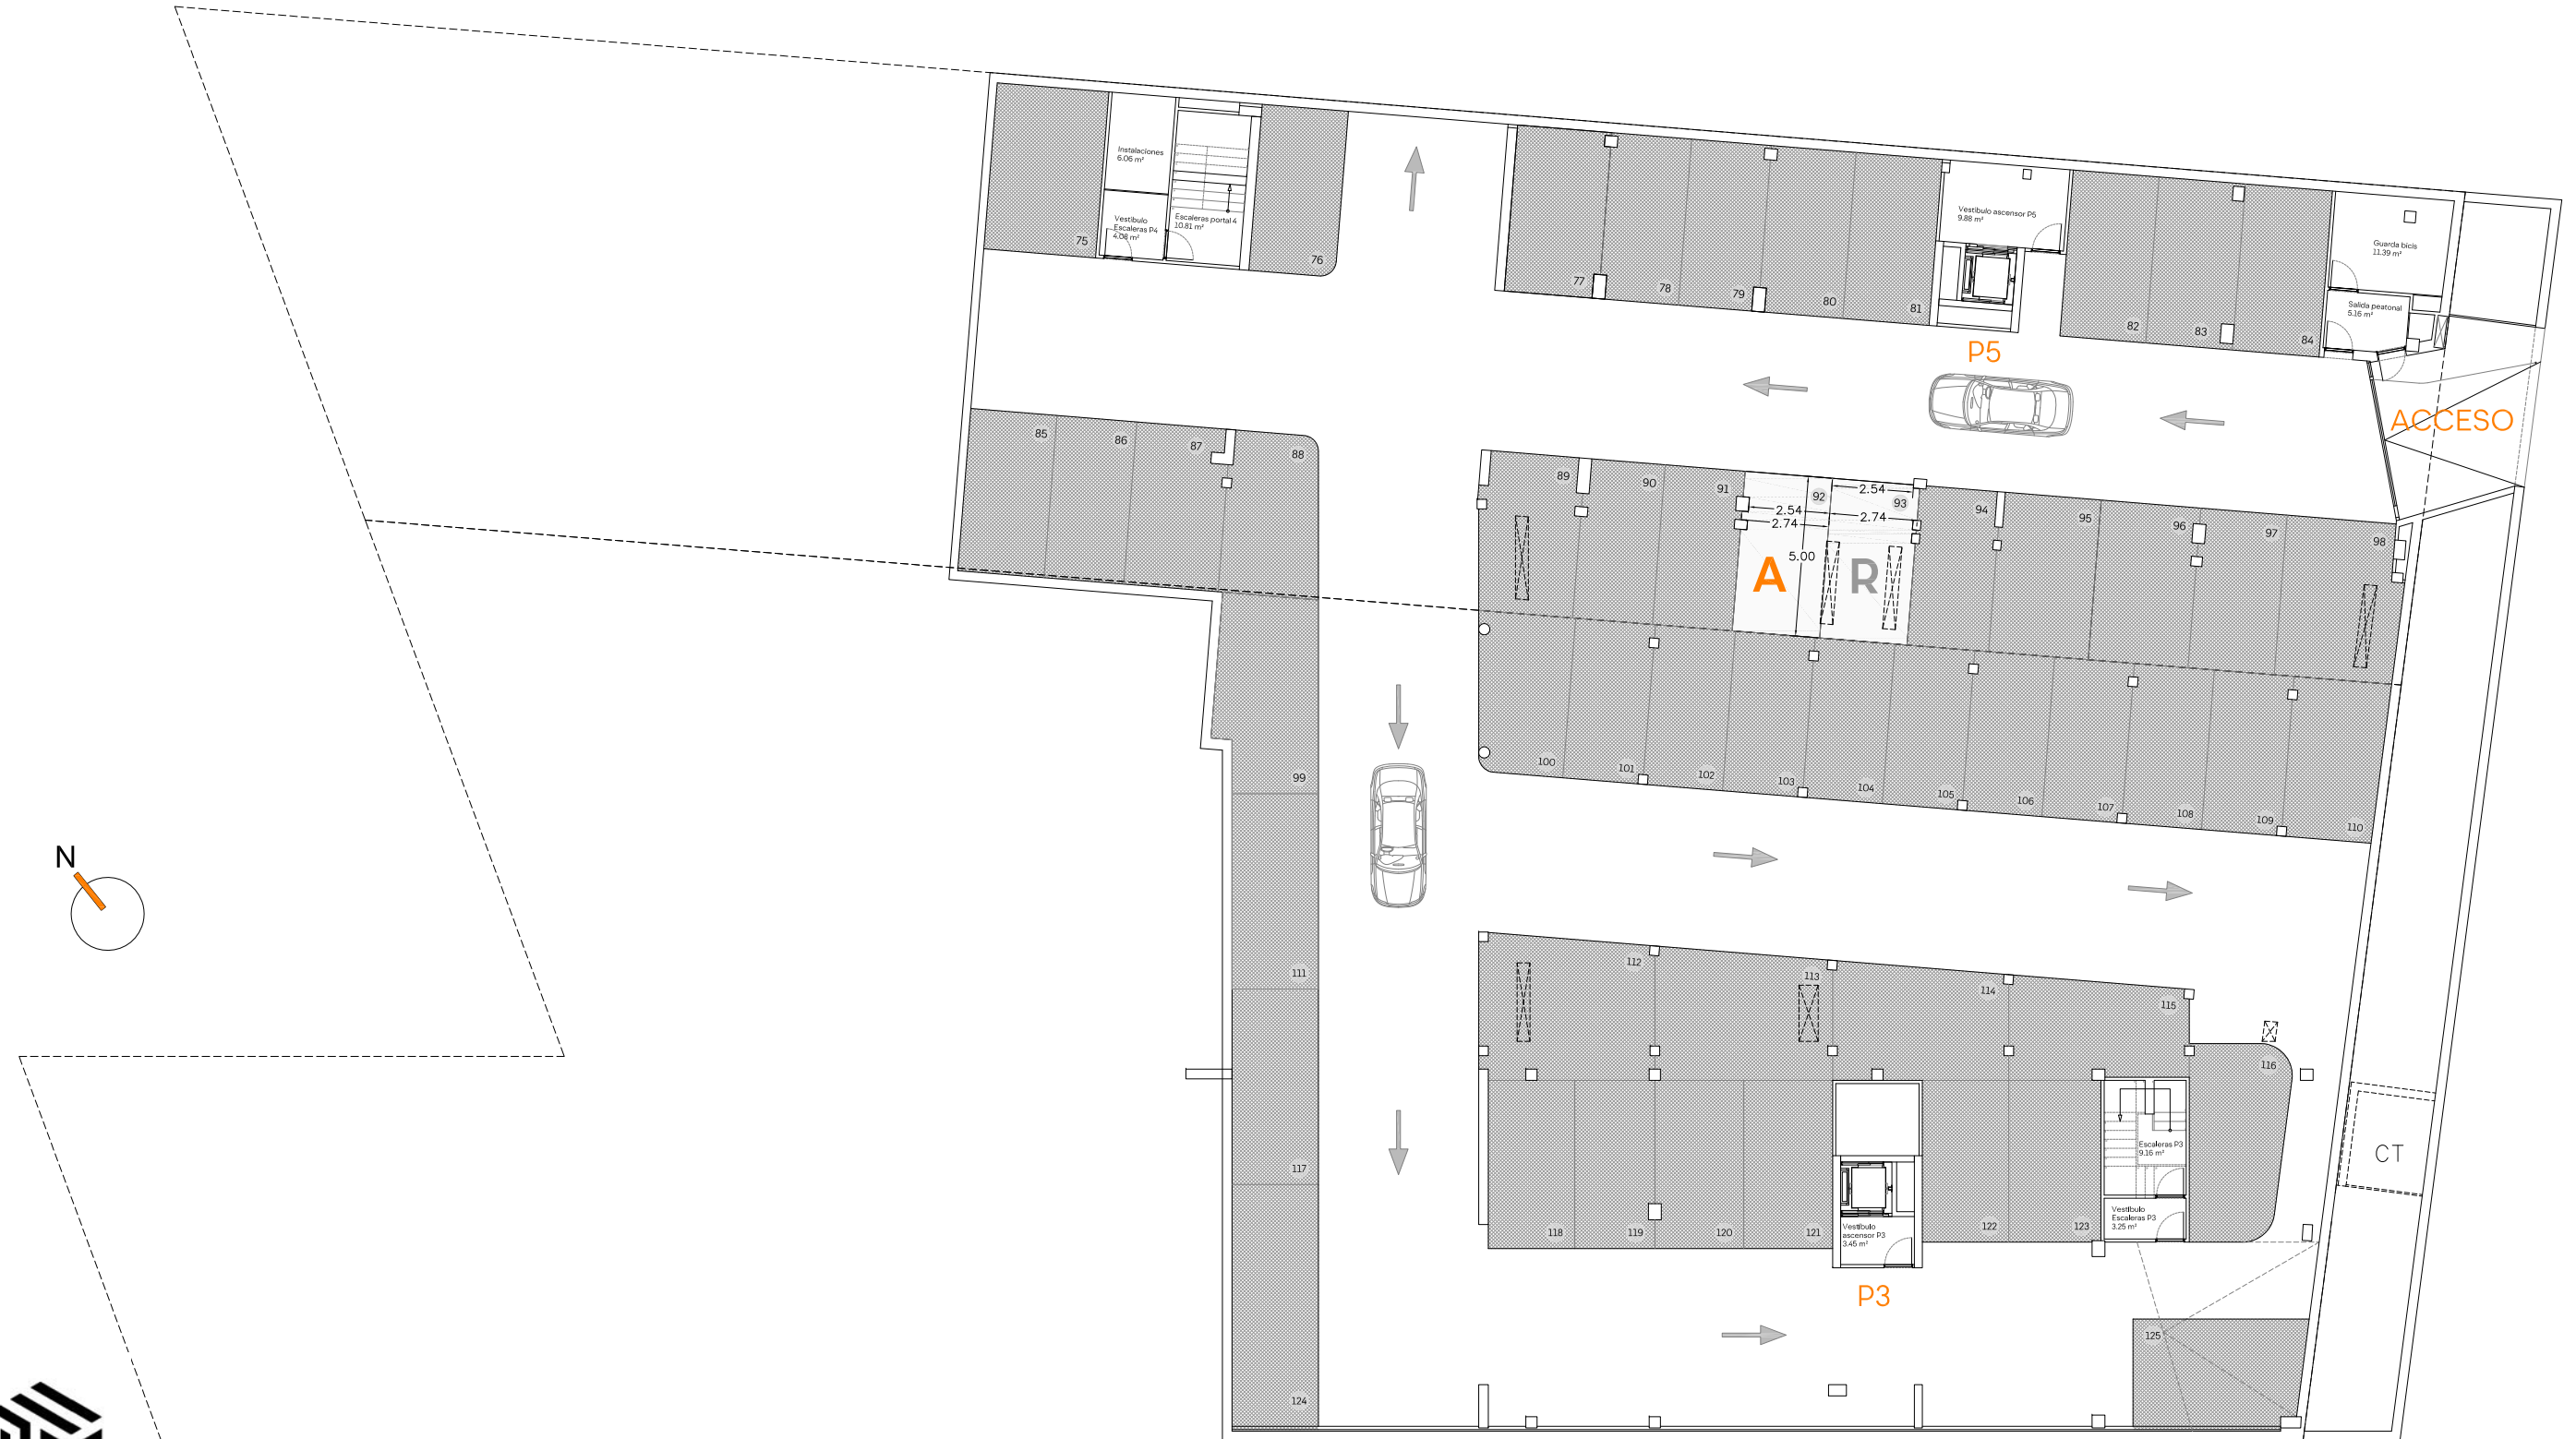 Instalaciones
6.06 m²
Vestíbulo
Escaleras P4
4.08 m²
Escaleras portal 4
10.81 m²
75
76
77
78
79
80
81
Vestíbulo ascensor P5
9.88 m²
82
83
84
Guarda bicis
11.39 m²
Salida peatonal
5.16 m²
P5
ACCESO
85
86
87
88
89
90
91
92
93
94
95
96
97
98
2.54
2.54
2.74
2.74
5.00
A
R
N
99
100
101
102
103
104
105
106
107
108
109
110
111
112
113
114
115
116
117
118
119
120
121
122
123
Escaleras P3
9.16 m²
Vestíbulo
Escaleras P3
3.25 m²
Vestíbulo
ascensor P3
3.45 m²
CT
P3
124
125